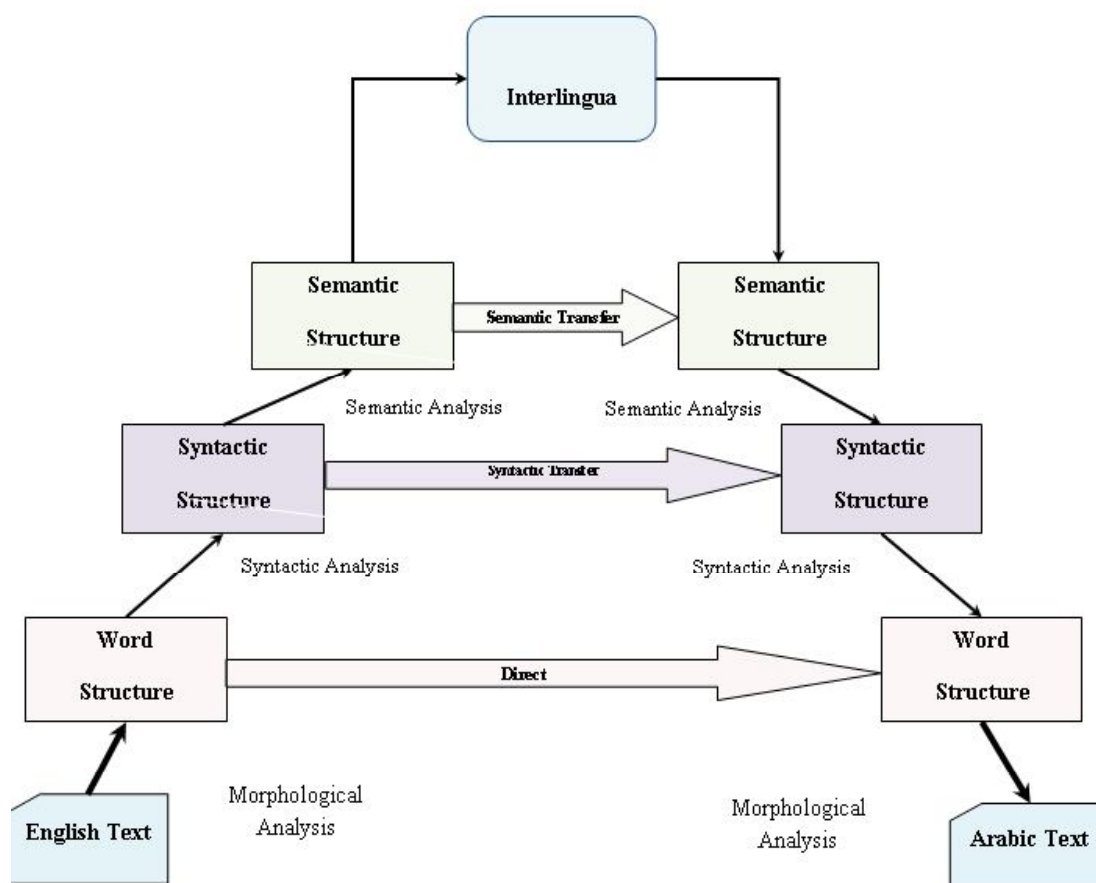 Interlingua
Semantic
Structure
Semantic Transfer
Semantic
Structure
Semantic Analysis
Semantic Analysis
Syntactic
Structure
Syntactic Transfer
Syntactic
Structure
Syntactic Analysis
Syntactic Analysis
Word
Structure
Direct
Word
Structure
Morphological
Analysis
Morphological
Analysis
English Text
Arabic Text